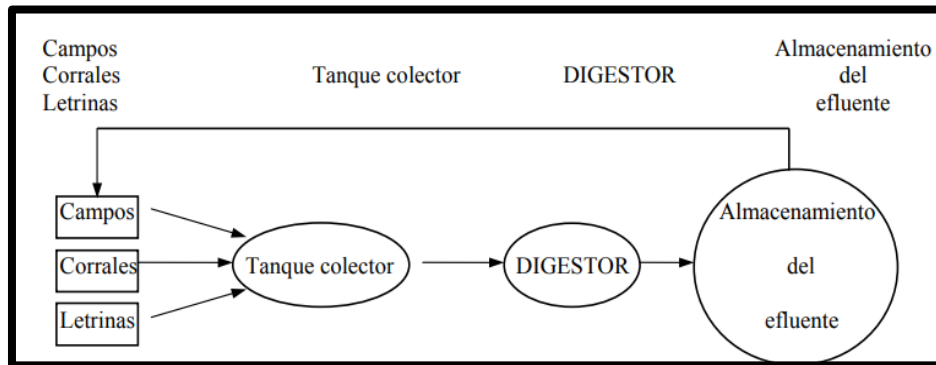 Campos
Corrales
Letrinas
Tanque colector
DIGESTOR
Almacenamiento
del
efluente
Campos
Corrales
Letrinas
Tanque colector
DIGESTOR
Almacenamiento
del
efluente